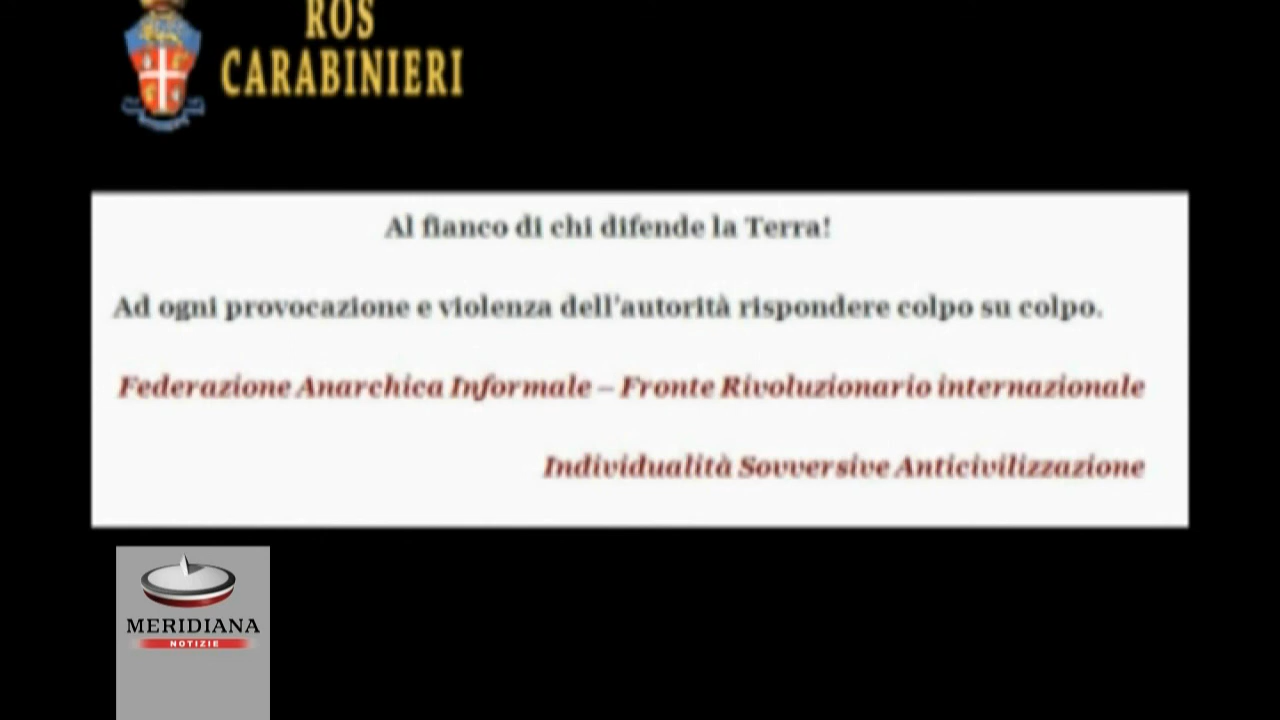 ROS
CARABINIERI
Al fianco di chi difende la Terra!
Ad ogni provocazione e violenza dell'autorità rispondere colpo su colpo.
Federazione Anarchica Informale – Fronte Rivoluzionario internazionale
Individualità Sovversive Anticivilizzazione
MERIDIANA
NOTIZIE